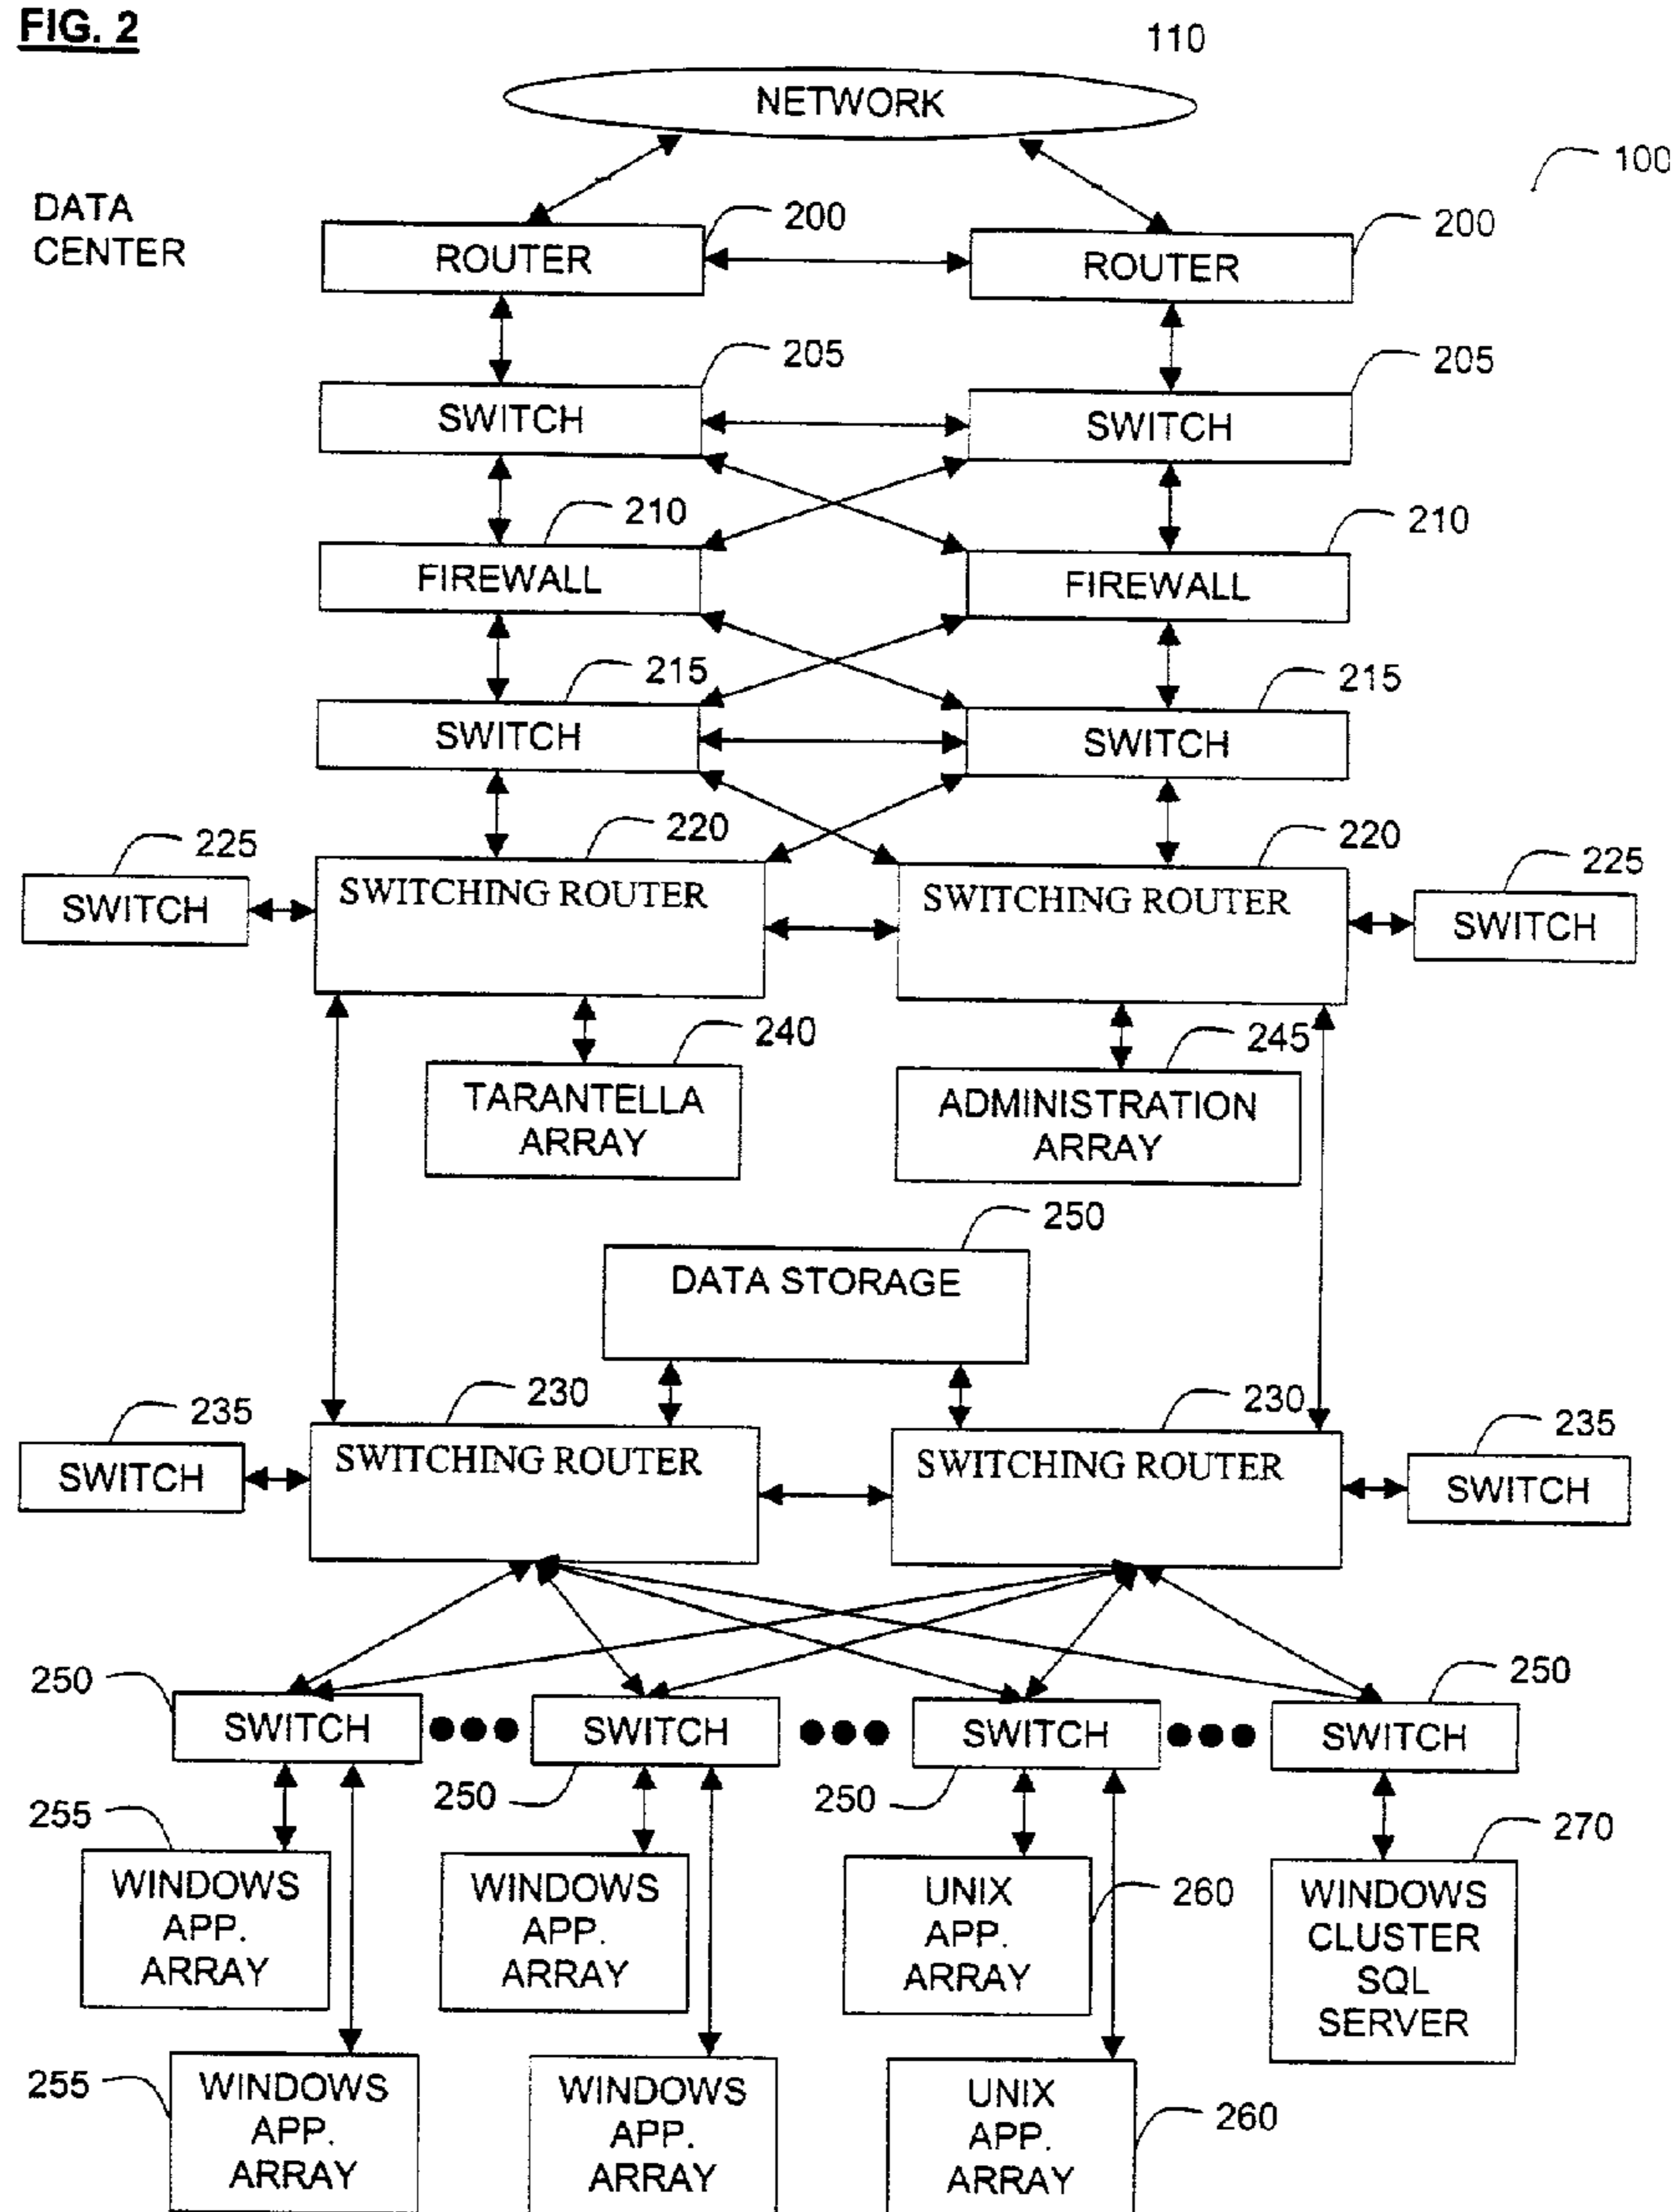 FIG. 2
110
NETWORK
100
DATA
CENTER
200
200
ROUTER
ROUTER
205
205
SWITCH
SWITCH
210
210
FIREWALL
FIREWALL
215
215
SWITCH
SWITCH
220
220
225
225
SWITCHING ROUTER
SWITCHING ROUTER
SWITCH
SWITCH
240
245
TARANTELLA
ARRAY
ADMINISTRATION
ARRAY
250
DATA STORAGE
230
230
235
235
SWITCHING ROUTER
SWITCHING ROUTER
SWITCH
SWITCH
250
250
SWITCH
SWITCH
SWITCH
SWITCH
250
250
255
270
WINDOWS
APP.
ARRAY
WINDOWS
APP.
ARRAY
UNIX
APP.
ARRAY
260
WINDOWS
CLUSTER
SQL
SERVER
255
WINDOWS
APP.
ARRAY
WINDOWS
APP.
ARRAY
UNIX
APP.
ARRAY
260